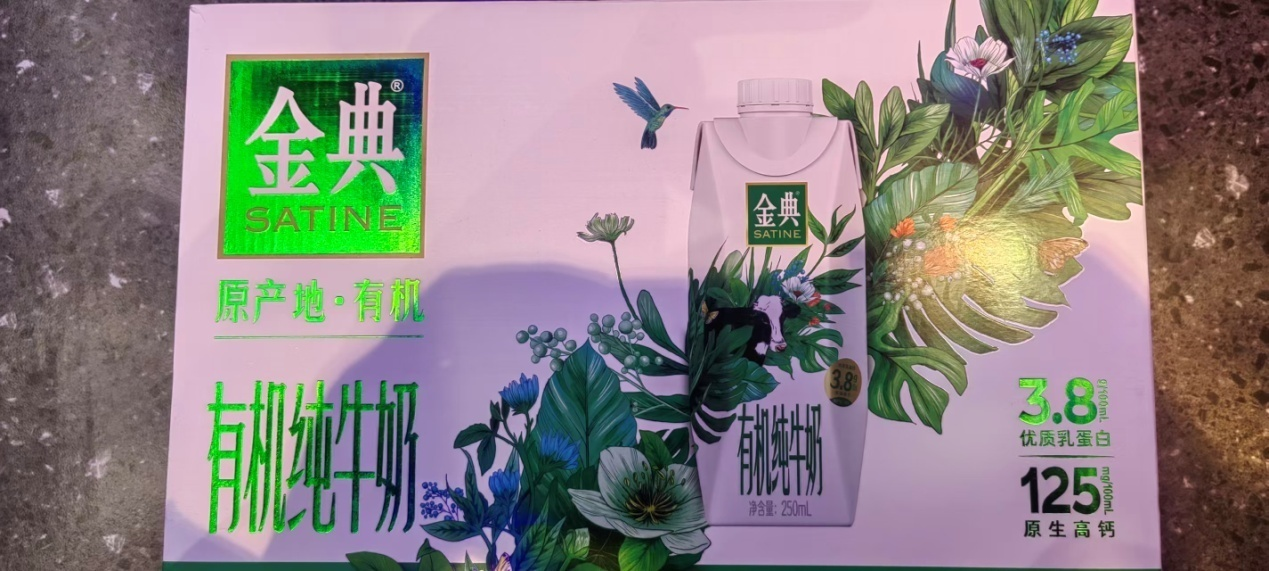 金典®
SATINE
原产地·有机
有机纯牛奶
金典
SATINE
3.8
有机纯牛奶
净含量: 250mL
3.8g/100mL
优质乳蛋白
125mg/100mL
原生高钙